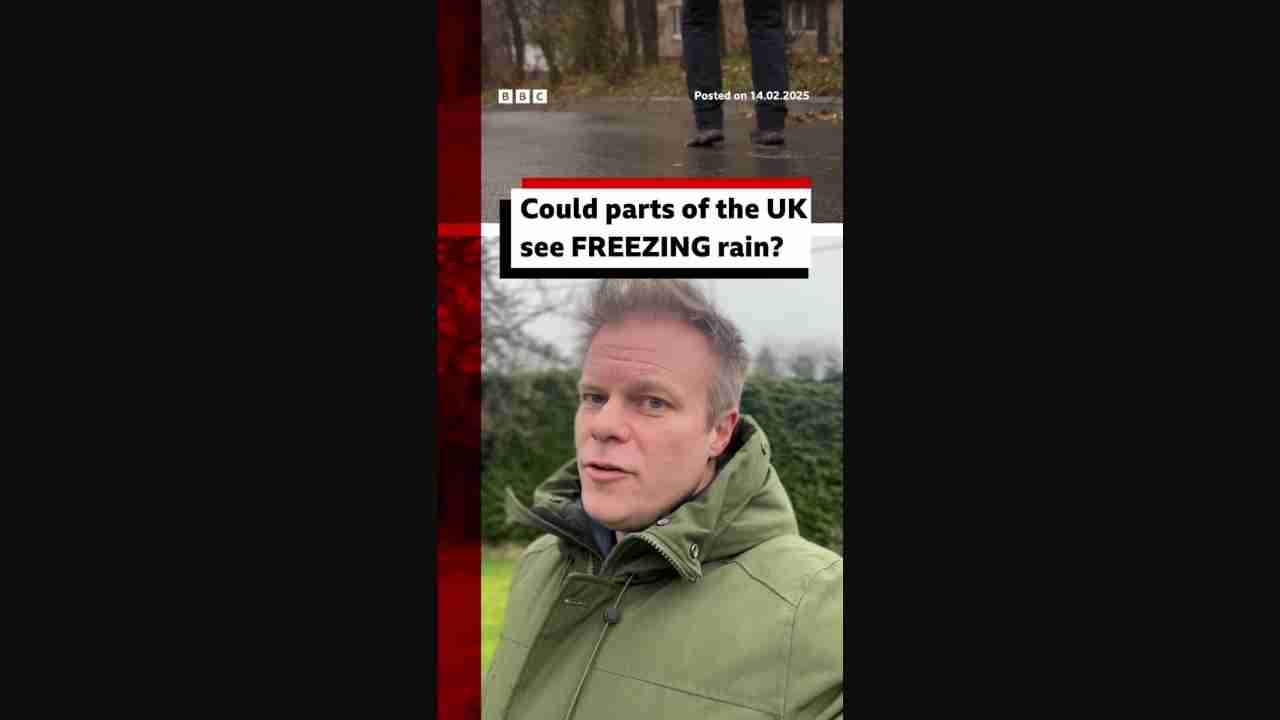 BBC
Posted on 14.02.2025
Could parts of the UK
see FREEZING rain?